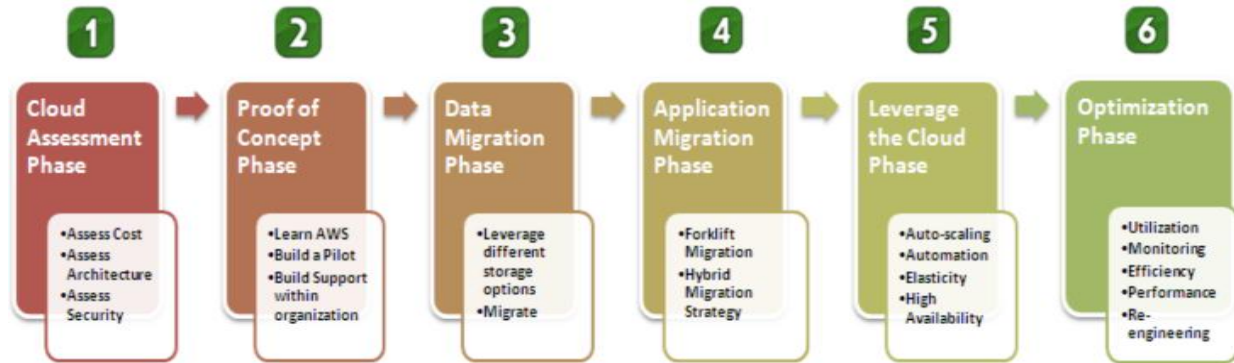 1
2
3
4
5
6
Cloud
Assessment
Phase
•Assess Cost
•Assess
Architecture
•Assess
Security
Proof of
Concept
Phase
•Learn AWS
•Build a Pilot
•Build Support
within
organization
Data
Migration
Phase
•Leverage
different
storage
options
•Migrate
Application
Migration
Phase
•Forklift
Migration
•Hybrid
Migration
Strategy
Leverage
the Cloud
Phase
•Auto-scaling
•Automation
•Elasticity
•High
Availability
Optimization
Phase
•Utilization
•Monitoring
•Efficiency
•Performance
•Re-
engineering